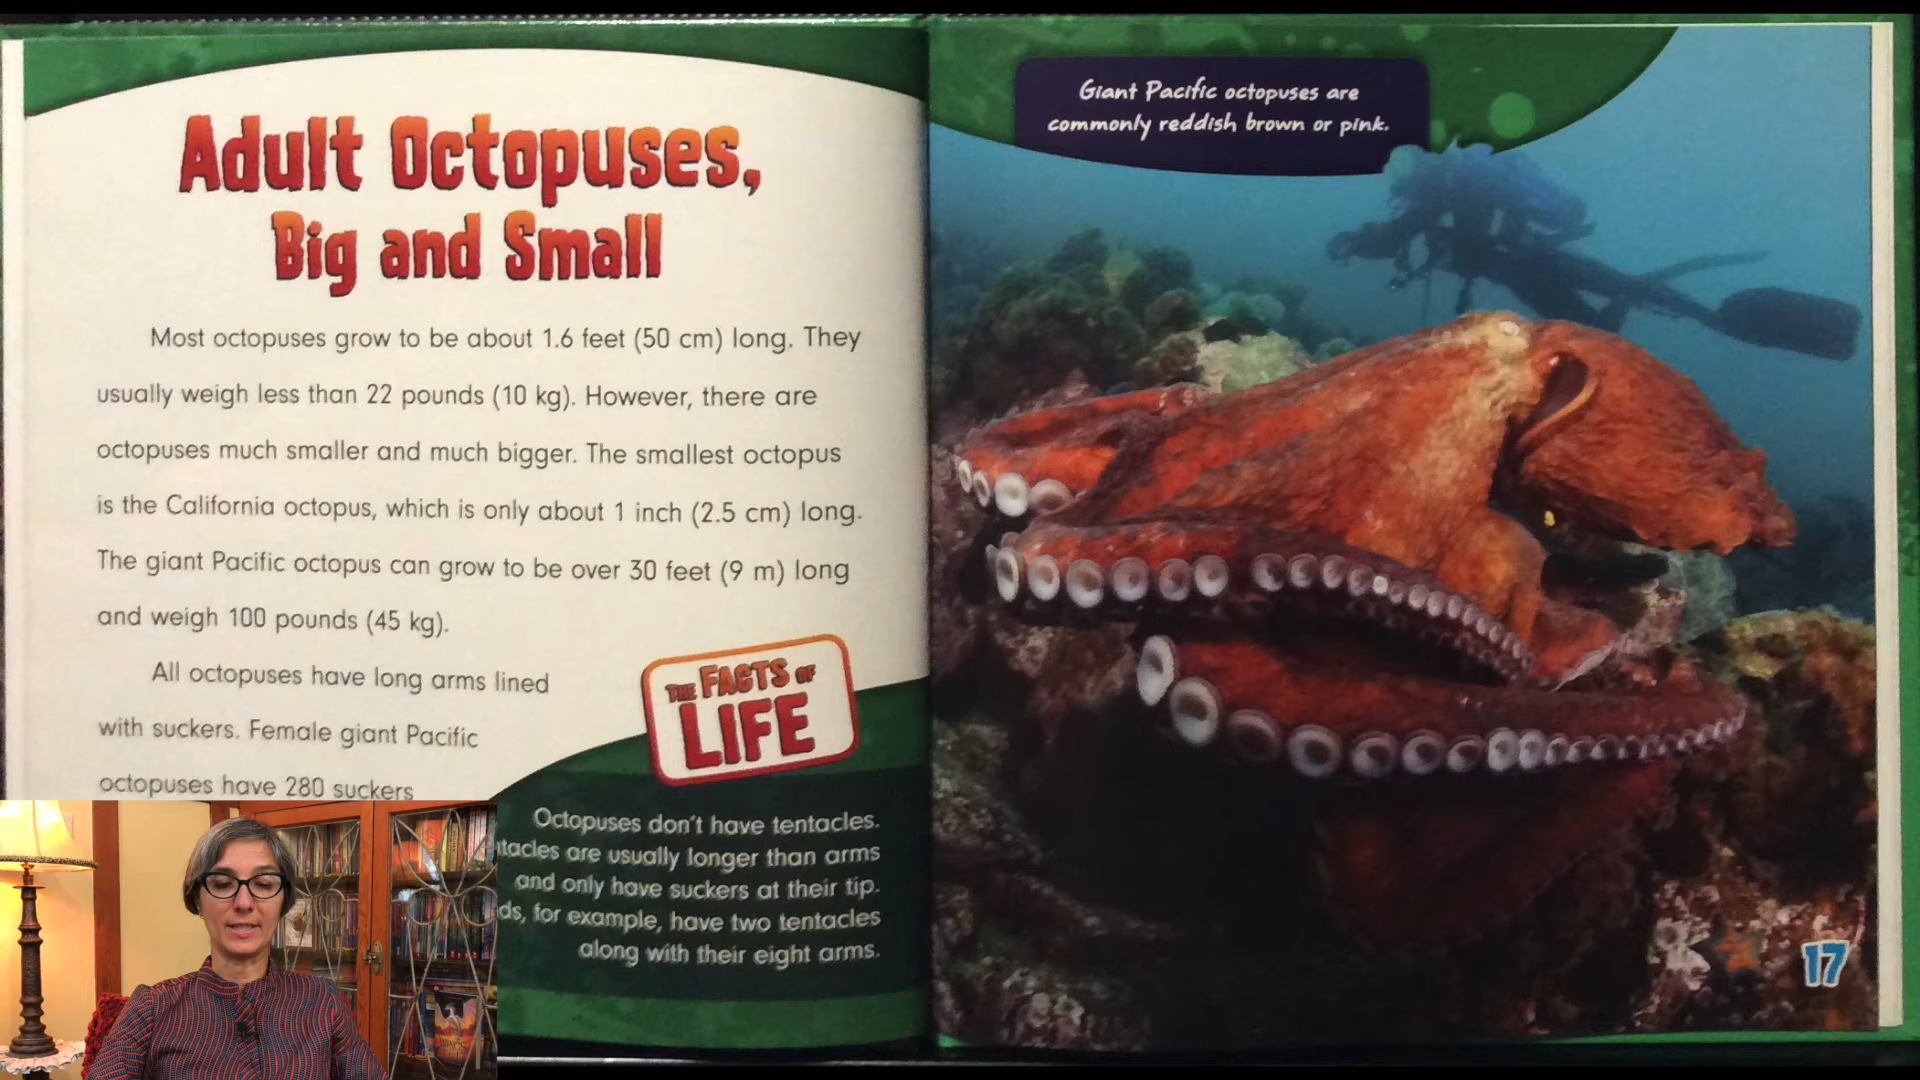 Adult Octopuses,
Big and Small
Most octopuses grow to be about 1.6 feet (50 cm) long. They
usually weigh less than 22 pounds (10 kg). However, there are
octopuses much smaller and much bigger. The smallest octopus
is the California octopus, which is only about 1 inch (2.5 cm) long.
The giant Pacific octopus can grow to be over 30 feet (9 m) long
and weigh 100 pounds (45 kg).
All octopuses have long arms lined
with suckers. Female giant Pacific
octopuses have 280 suckers
THE FACTS OF
LIFE
Octopuses don't have tentacles.
are usually longer than arms
and only have suckers at their tip.
for example, have two tentacles
along with their eight arms.
Giant Pacific octopuses are
commonly reddish brown or pink.
17